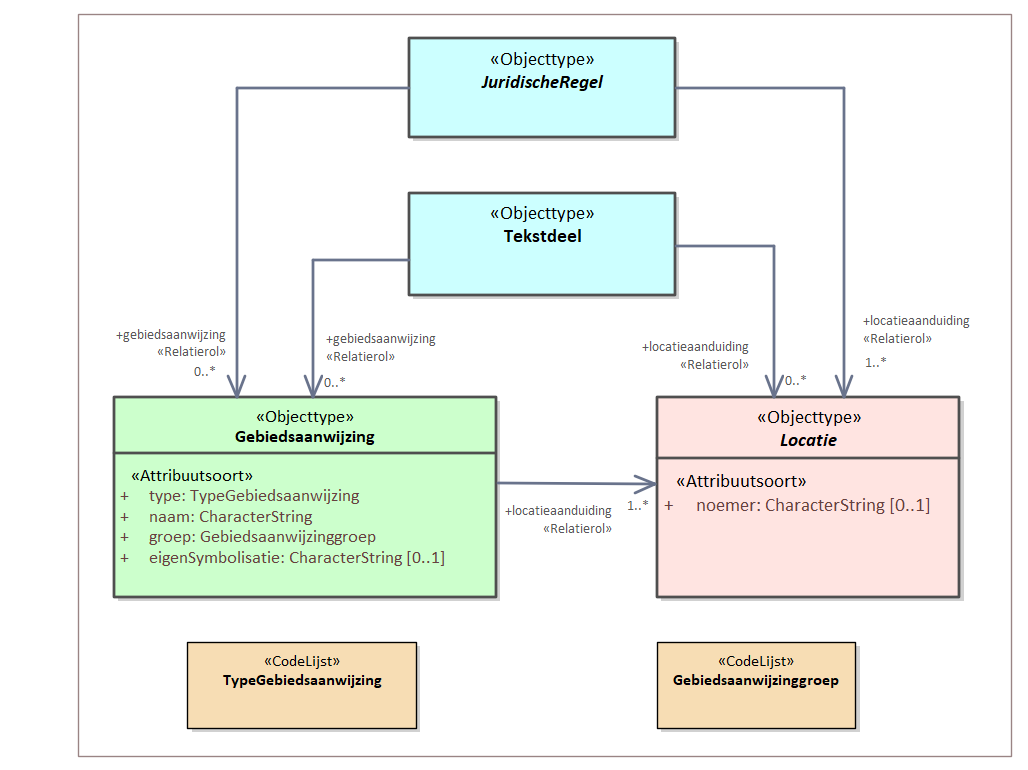 «Objecttype»
JuridischeRegel
«Objecttype»
Tekstdeel
+gebiedsaanwijzing
«Relatierol»
0..*
+gebiedsaanwijzing
«Relatierol»
0..*
+locatieaanduiding
«Relatierol»
0..*
+locatieaanduiding
«Relatierol»
1..*
«Objecttype»
Gebiedsaanwijzing
«Attribuutsoort»
+ type: TypeGebiedsaanwijzing
+ naam: CharacterString
+ groep: Gebiedsaanwijzinggroep
+ eigenSymbolisatie: CharacterString [0..1]
+locatieaanduiding
«Relatierol»
1..*
«Objecttype»
Locatie
«Attribuutsoort»
+ noemer: CharacterString [0..1]
«CodeLijst»
TypeGebiedsaanwijzing
«CodeLijst»
Gebiedsaanwijzinggroep